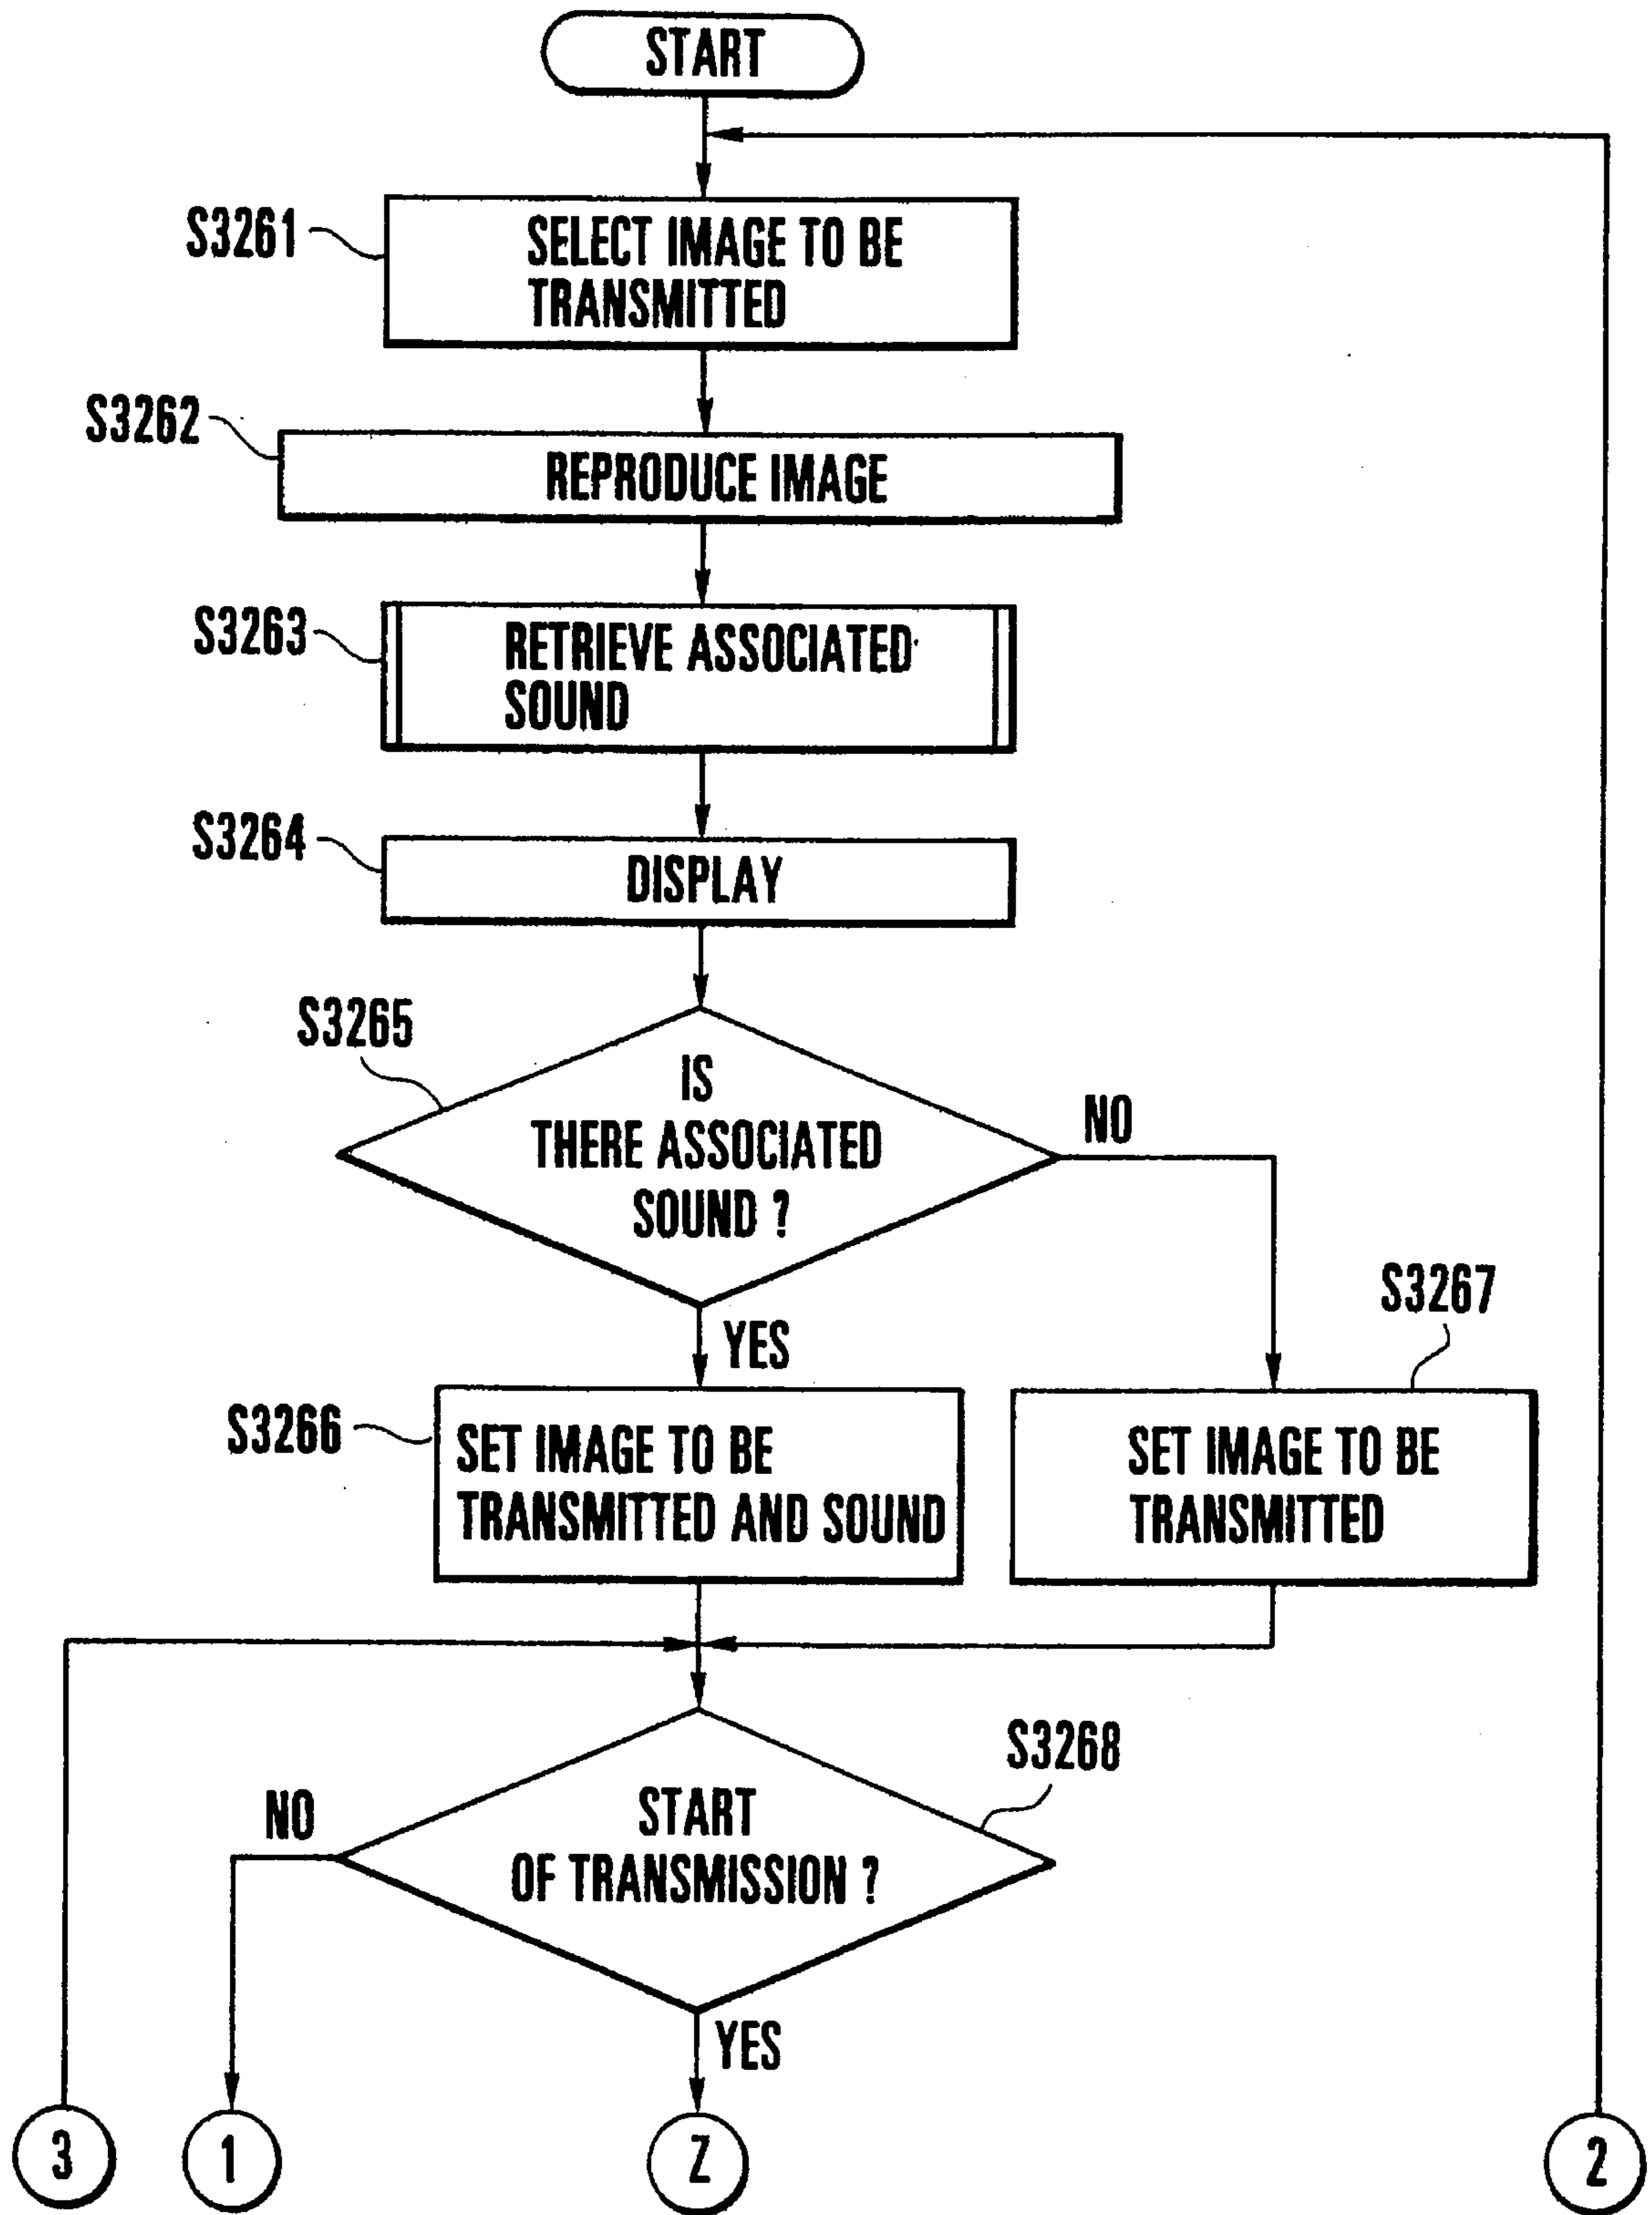 START
S3261
SELECT IMAGE TO BE
TRANSMITTED
S3262
REPRODUCE IMAGE
S3263
RETRIEVE ASSOCIATED
SOUND
S3264
DISPLAY
S3265
IS
THERE ASSOCIATED
SOUND ?
NO
YES
S3267
S3266
SET IMAGE TO BE
TRANSMITTED AND SOUND
SET IMAGE TO BE
TRANSMITTED
S3268
NO
START
OF TRANSMISSION ?
YES
3
1
Z
2